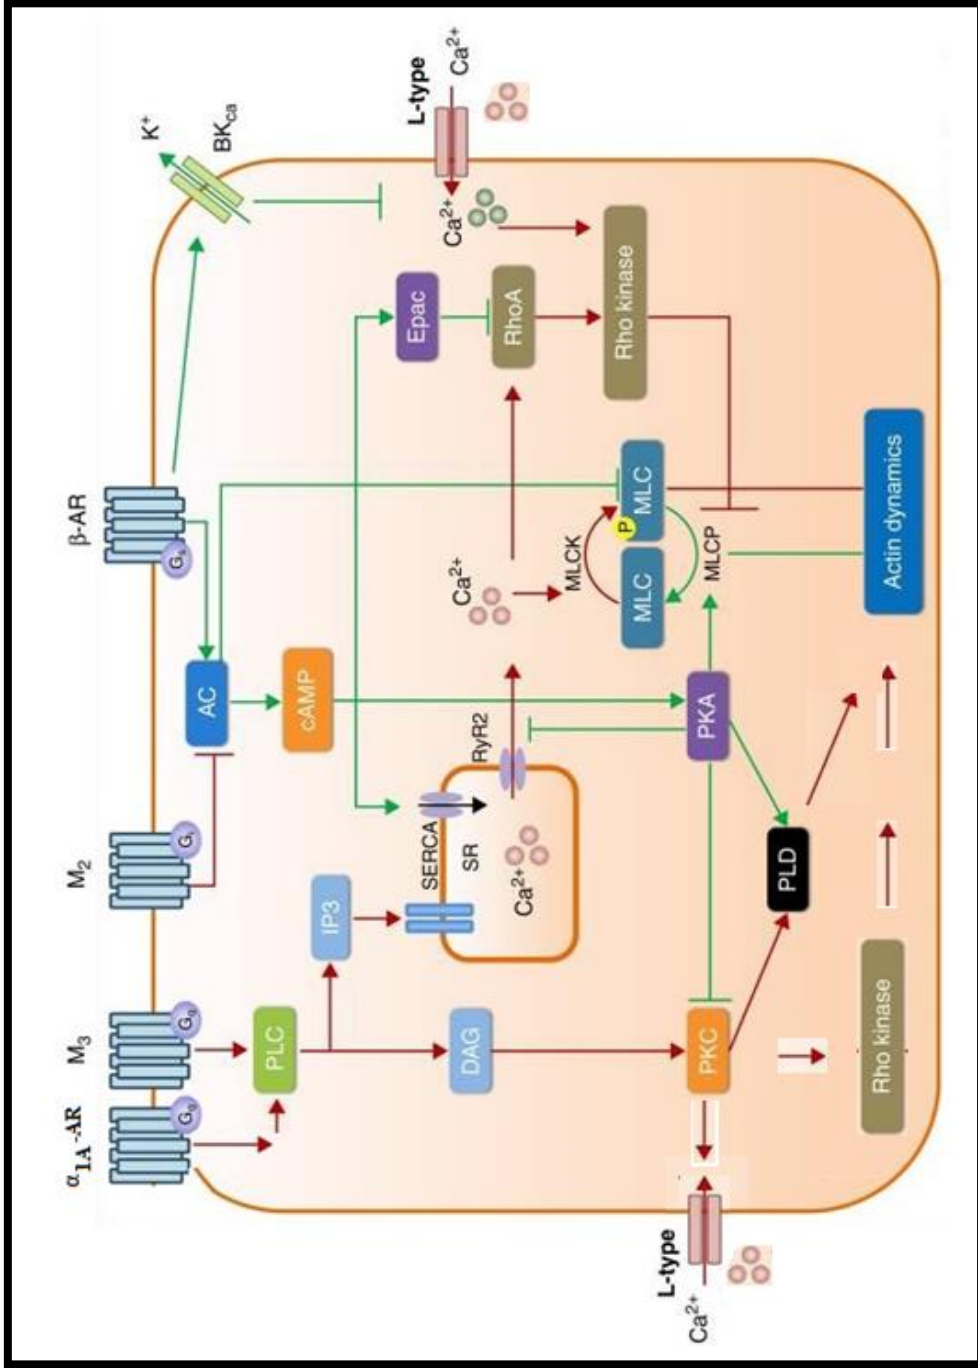 α1A-AR
M3
M2
β-AR
Gq
Gq
Gi
Gs
K+
BKca
PLC
AC
IP3
cAMP
DAG
SERCA
SR
Ca2+
RyR2
Epac
RhoA
L-type
Ca2+
Ca2+
Ca2+
MLCK
MLC
P
MLC
MLCP
Rho kinase
L-type
Ca2+
PKC
PKA
PLD
Rho kinase
Actin dynamics